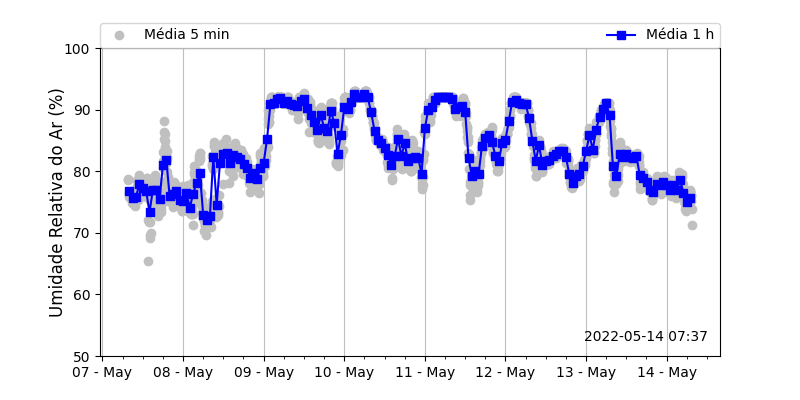 Média 5 min Média 1 h
Umidade Relativa do Ar (%)
100
90
80
70
60
50
2022-05-14 07:37
07 - May 08 - May 09 - May 10 - May 11 - May 12 - May 13 - May 14 - May